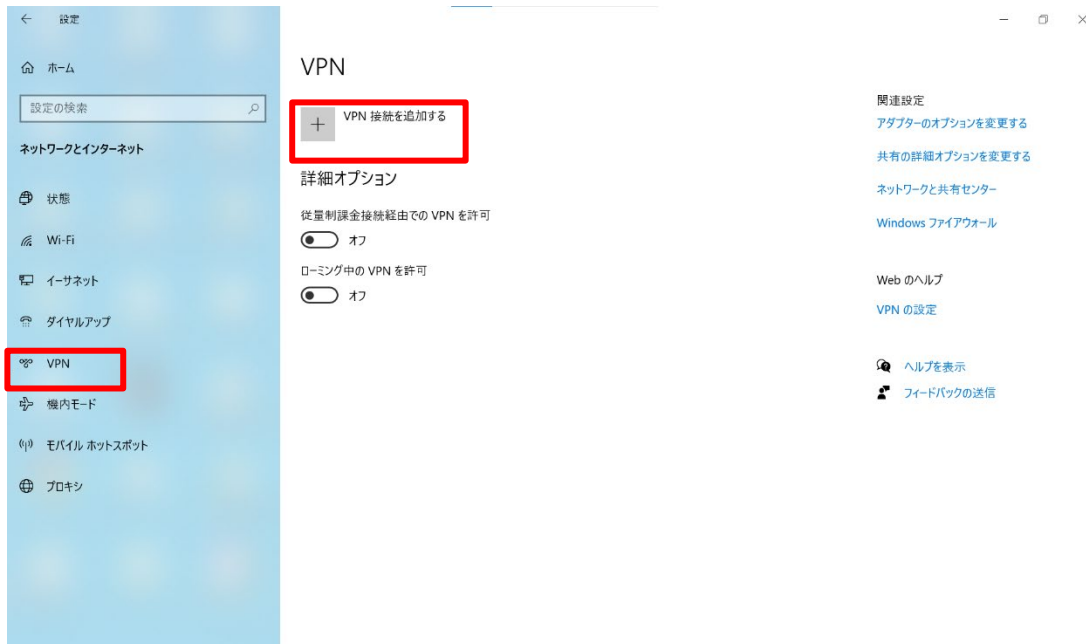 設定
ホーム
設定の検索
ネットワークとインターネット
状態
Wi-Fi
イーサネット
ダイヤルアップ
VPN
機内モード
モバイル ホットスポット
プロキシ
VPN
VPN 接続を追加する
詳細オプション
従量制課金接続経由での VPN を許可
オフ
ローミング中の VPN を許可
オフ
関連設定
アダプターのオプションを変更する
共有の詳細オプションを変更する
ネットワークと共有センター
Windows ファイアウォール
Web のヘルプ
VPN の設定
ヘルプを表示
フィードバックの送信